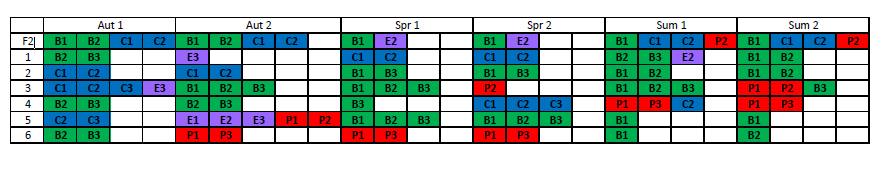 Aut 1 Aut 2 Spr 1 Spr 2 Sum 1 Sum 2
F2 B1 B2 C1 C2 B1 B2 C1 C2 B1 E2 B1 E2 B1 C1 C2 P2 B1 C1 C2 P2
1 B2 B3 E3 C1 C2 C1 C2 B2 B3 E2 B1 B2
2 C1 C2 C1 C2 B1 B3 B1 B3 B1 B2 B1 B2
3 C1 C2 C3 E3 B1 B2 B3 B1 B2 B3 P2 B1 B2 B3 P1 P2 B3
4 B2 B3 B2 B3 B3 C1 C2 C3 P1 P3 C2 P1 P3
5 C2 C3 E1 E2 E3 P1 P2 B1 B2 B3 B1 B2 B3 B1 B1
6 B2 B3 P1 P3 P1 P3 P1 P3 B1 B2